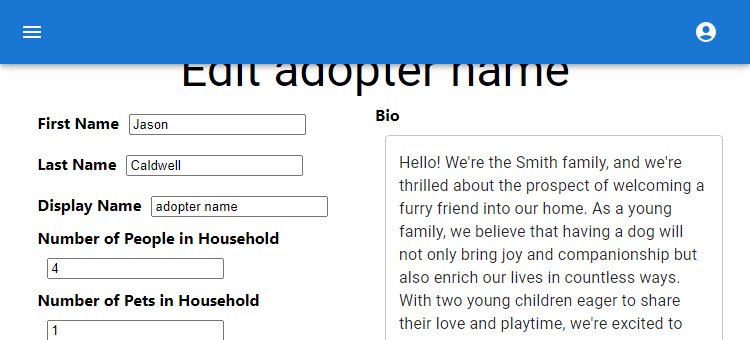 Edit adopter name
First Name Jason
Last Name Caldwell
Display Name adopter name
Number of People in Household
4
Number of Pets in Household
1
Bio
Hello! We're the Smith family, and we're
thrilled about the prospect of welcoming a
furry friend into our home. As a young
family, we believe that having a dog will
not only bring joy and companionship but
also enrich our lives in countless ways.
With two young children eager to share
their love and playtime, we're excited to